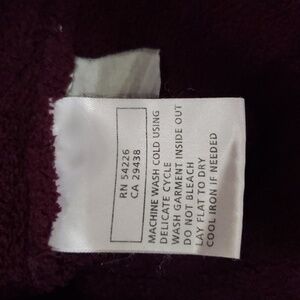 RN 54226
CA 29438
MACHINE WASH COLD USING
DELICATE CYCLE
WASH GARMENT INSIDE OUT
DO NOT BLEACH
LAY FLAT TO DRY
COOL IRON IF NEEDED